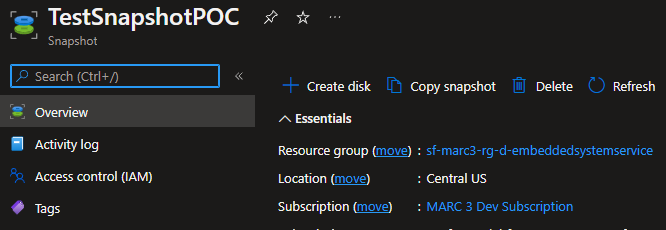 TestSnapshotPOC
Snapshot
Search (Ctrl+/)
«
Overview
Activity log
Access control (IAM)
Tags
Create disk
Copy snapshot
Delete
Refresh
Essentials
Resource group (move) : sf-marc3-rg-d-embeddedsystemservice
Location (move) : Central US
Subscription (move) : MARC 3 Dev Subscription